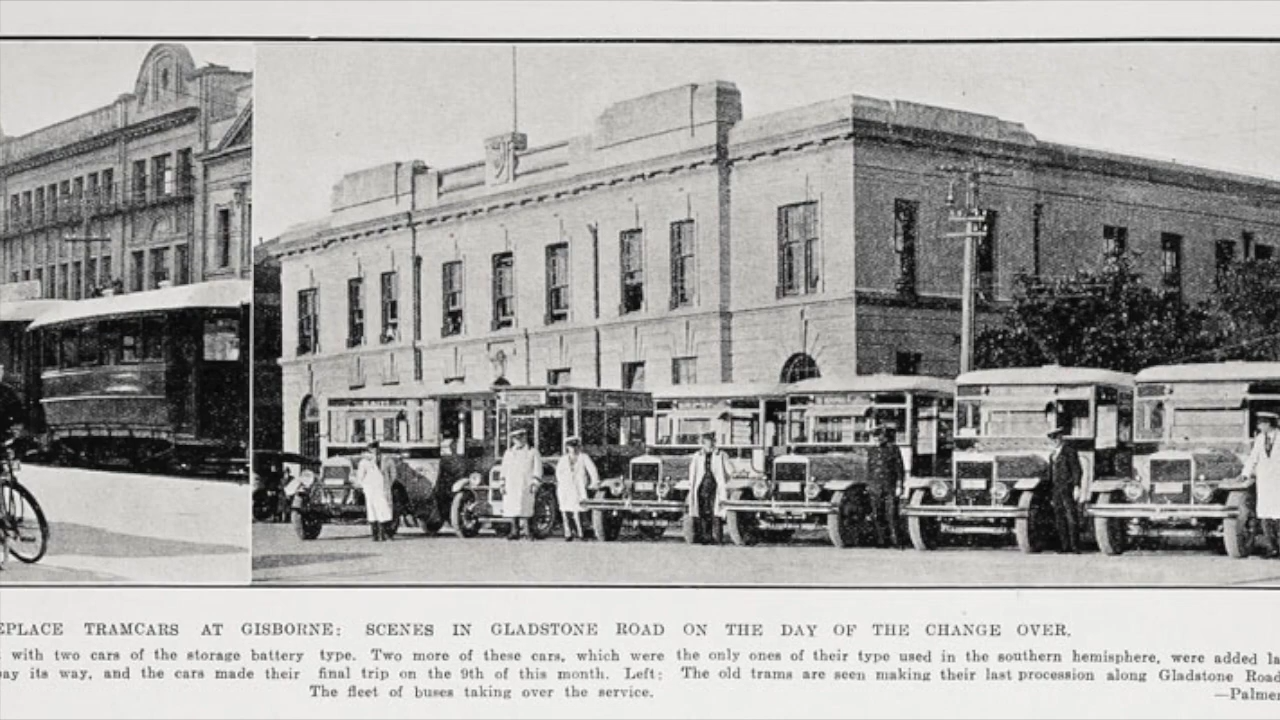 EPLACE TRAMCARS AT GISBORNE: SCENES IN GLADSTONE ROAD ON THE DAY OF THE CHANGE OVER.
with two cars of the storage battery type. Two more of these cars, which were the only ones of their type used in the southern hemisphere, were added la
pay its way, and the cars made their final trip on the 9th of this month. Left: The old trams are seen making their last procession along Gladstone Road
The fleet of buses taking over the service.
—Palmer